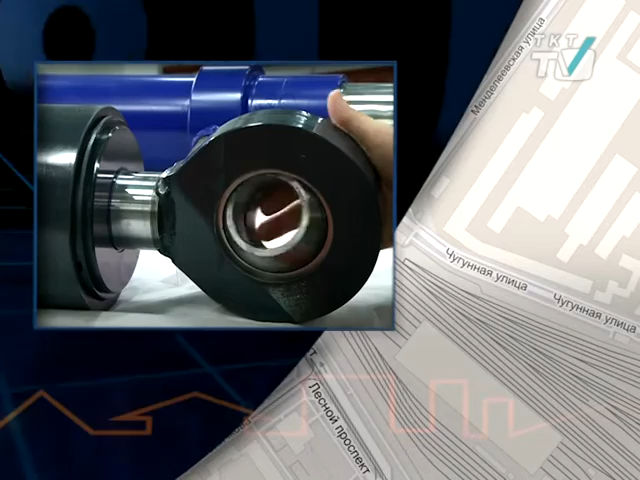 ТКТ
TV
Менделеевская улица
Чугунная улица
Чугунная улица
Лесной проспект